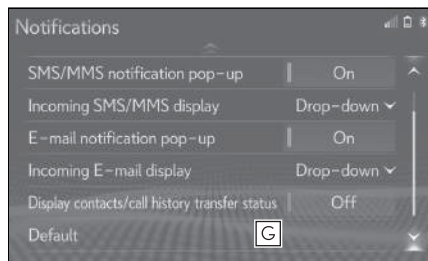 Notifications
SMS/MMS notification pop-up On
Incoming SMS/MMS display Drop-down
E-mail notification pop-up On
Incoming E-mail display Drop-down
Display contacts/call history transfer status Off
Default G